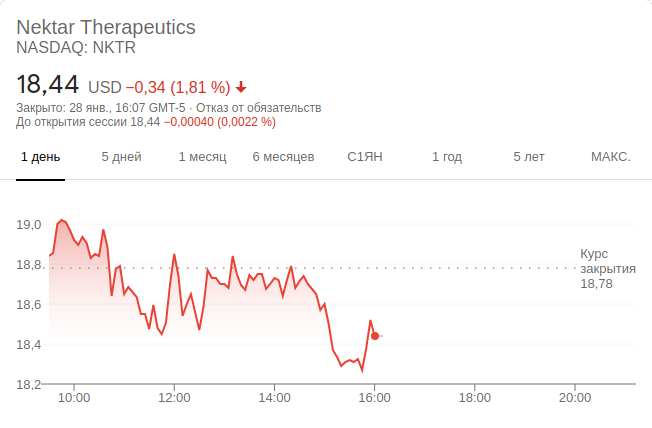 Nektar Therapeutics
NASDAQ: NKTR
18,44 USD −0,34 (1,81 %)
Закрыто: 28 янв., 16:07 GMT-5 · Отказ от обязательств
До открытия сессии 18,44 −0,00040 (0,0022 %)
1 день 5 дней 1 месяц 6 месяцев С1ЯН 1 год 5 лет МАКС.
19,0
18,8
18,6
18,4
18,2
Курс
закрытия
18,78
10:00 12:00 14:00 16:00 18:00 20:00